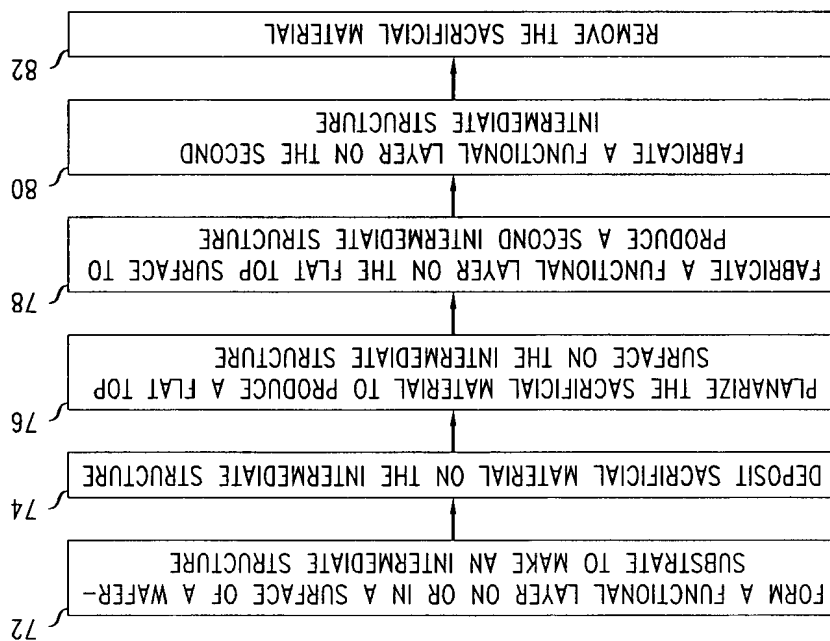 72
FORM A FUNCTIONAL LAYER ON OR IN A SURFACE OF A WAFER-
SUBSTRATE TO MAKE AN INTERMEDIATE STRUCTURE
74
DEPOSIT SACRIFICIAL MATERIAL ON THE INTERMEDIATE STRUCTURE
76
PLANARIZE THE SACRIFICIAL MATERIAL TO PRODUCE A FLAT TOP
SURFACE ON THE INTERMEDIATE STRUCTURE
78
FABRICATE A FUNCTIONAL LAYER ON THE FLAT TOP SURFACE TO
PRODUCE A SECOND INTERMEDIATE STRUCTURE
80
FABRICATE A FUNCTIONAL LAYER ON THE SECOND
INTERMEDIATE STRUCTURE
82
REMOVE THE SACRIFICIAL MATERIAL